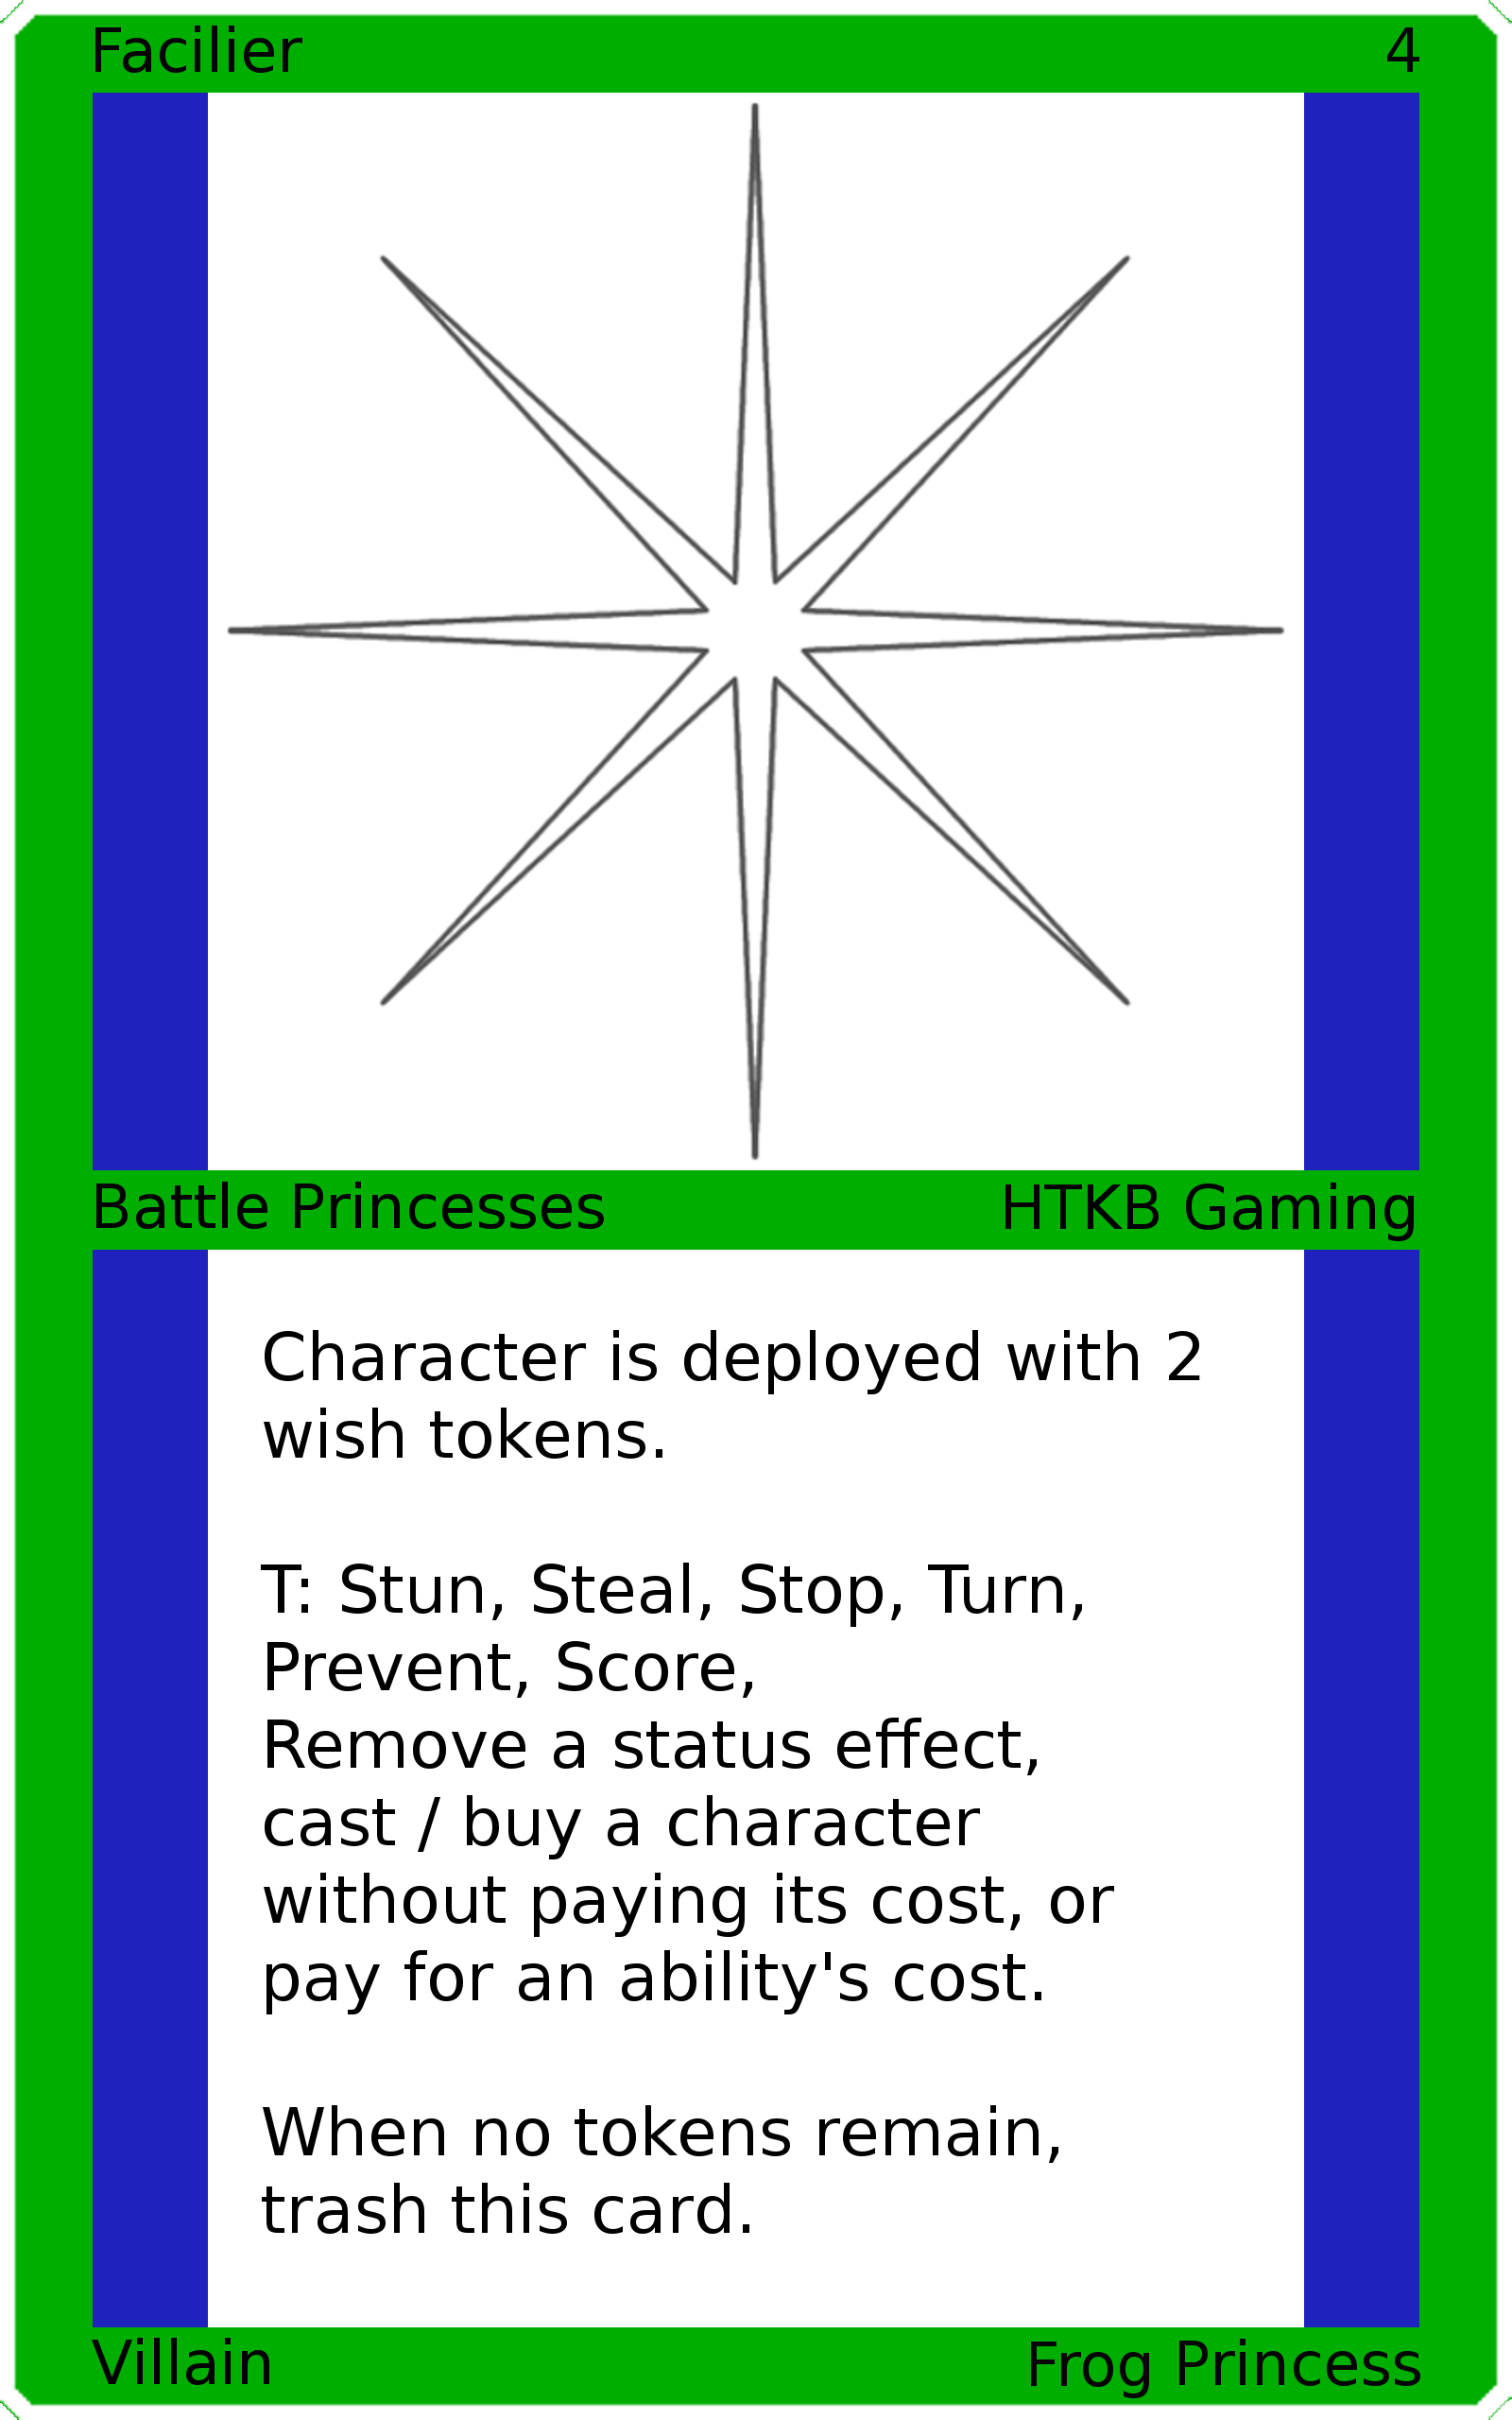 Facilier 4
Battle Princesses HTKB Gaming
Character is deployed with 2
wish tokens.
T: Stun, Steal, Stop, Turn,
Prevent, Score,
Remove a status effect,
cast / buy a character
without paying its cost, or
pay for an ability's cost.
When no tokens remain,
trash this card.
Villain Frog Princess